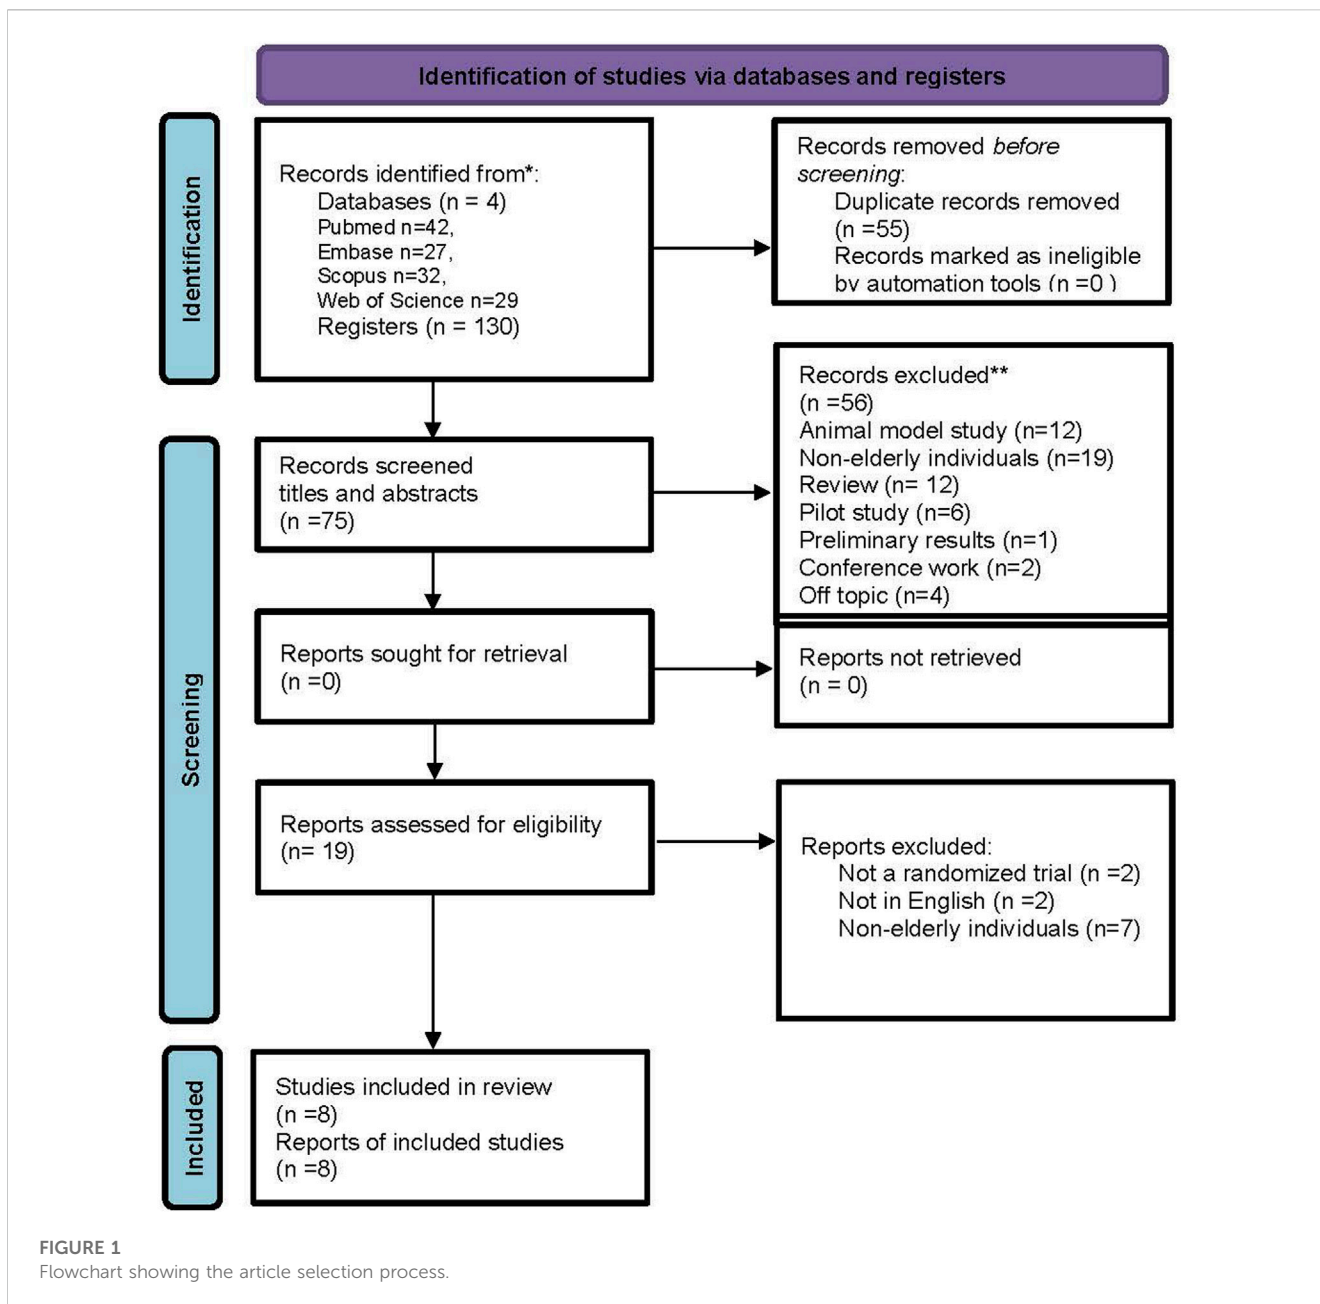 Identification of studies via databases and registers
Identification
Records identified from*:
Databases (n = 4)
Pubmed n=42,
Embase n=27,
Scopus n=32,
Web of Science n=29
Registers (n = 130)
Records removed before
screening:
Duplicate records removed
(n =55)
Records marked as ineligible
by automation tools (n =0 )
Screening
Records screened
titles and abstracts
(n =75)
Records excluded**
(n =56)
Animal model study (n=12)
Non-elderly individuals (n=19)
Review (n= 12)
Pilot study (n=6)
Preliminary results (n=1)
Conference work (n=2)
Off topic (n=4)
Reports sought for retrieval
(n =0)
Reports not retrieved
(n = 0)
Reports assessed for eligibility
(n= 19)
Reports excluded:
Not a randomized trial (n =2)
Not in English (n =2)
Non-elderly individuals (n=7)
Included
Studies included in review
(n =8)
Reports of included studies
(n =8)
FIGURE 1
Flowchart showing the article selection process.